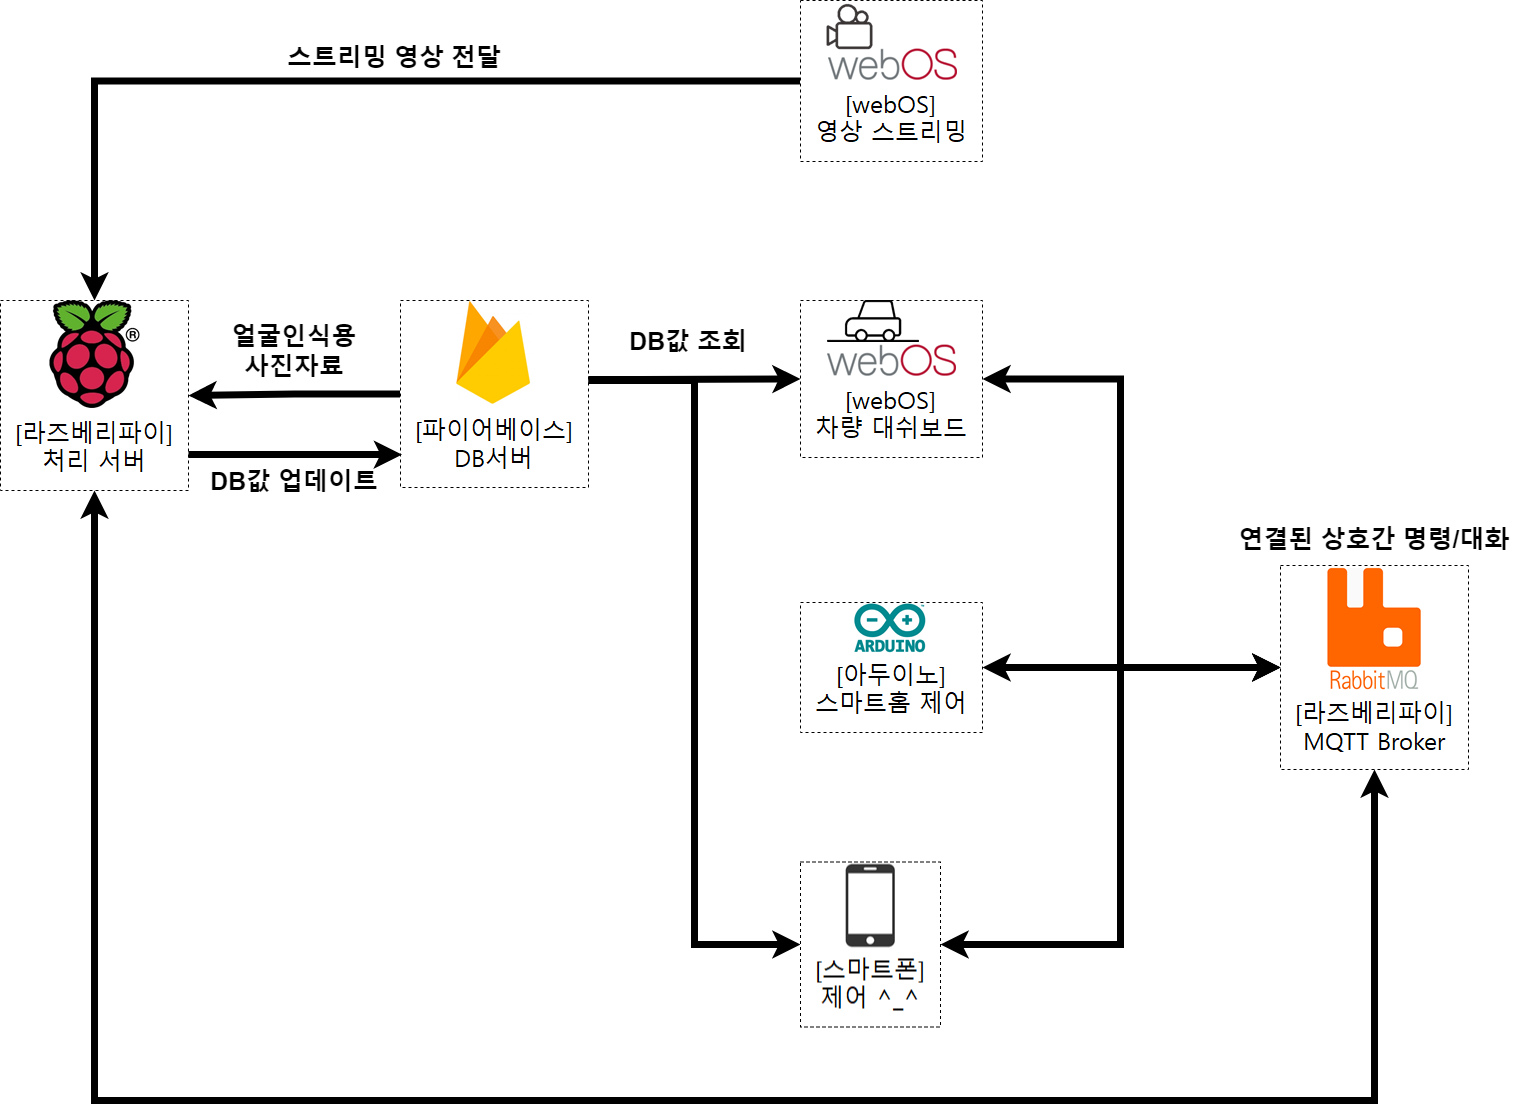 스트리밍 영상 전달
webOS
[webOS]
영상 스트리밍
®
[라즈베리파이]
처리 서버
얼굴인식용
사진자료
DB값 업데이트
[파이어베이스]
DB서버
DB값 조회
webOS
[webOS]
차량 대쉬보드
ARDUINO
[아두이노]
스마트홈 제어
연결된 상호간 명령/대화
RabbitMQ
[라즈베리파이]
MQTT Broker
[스마트폰]
제어 ^_^